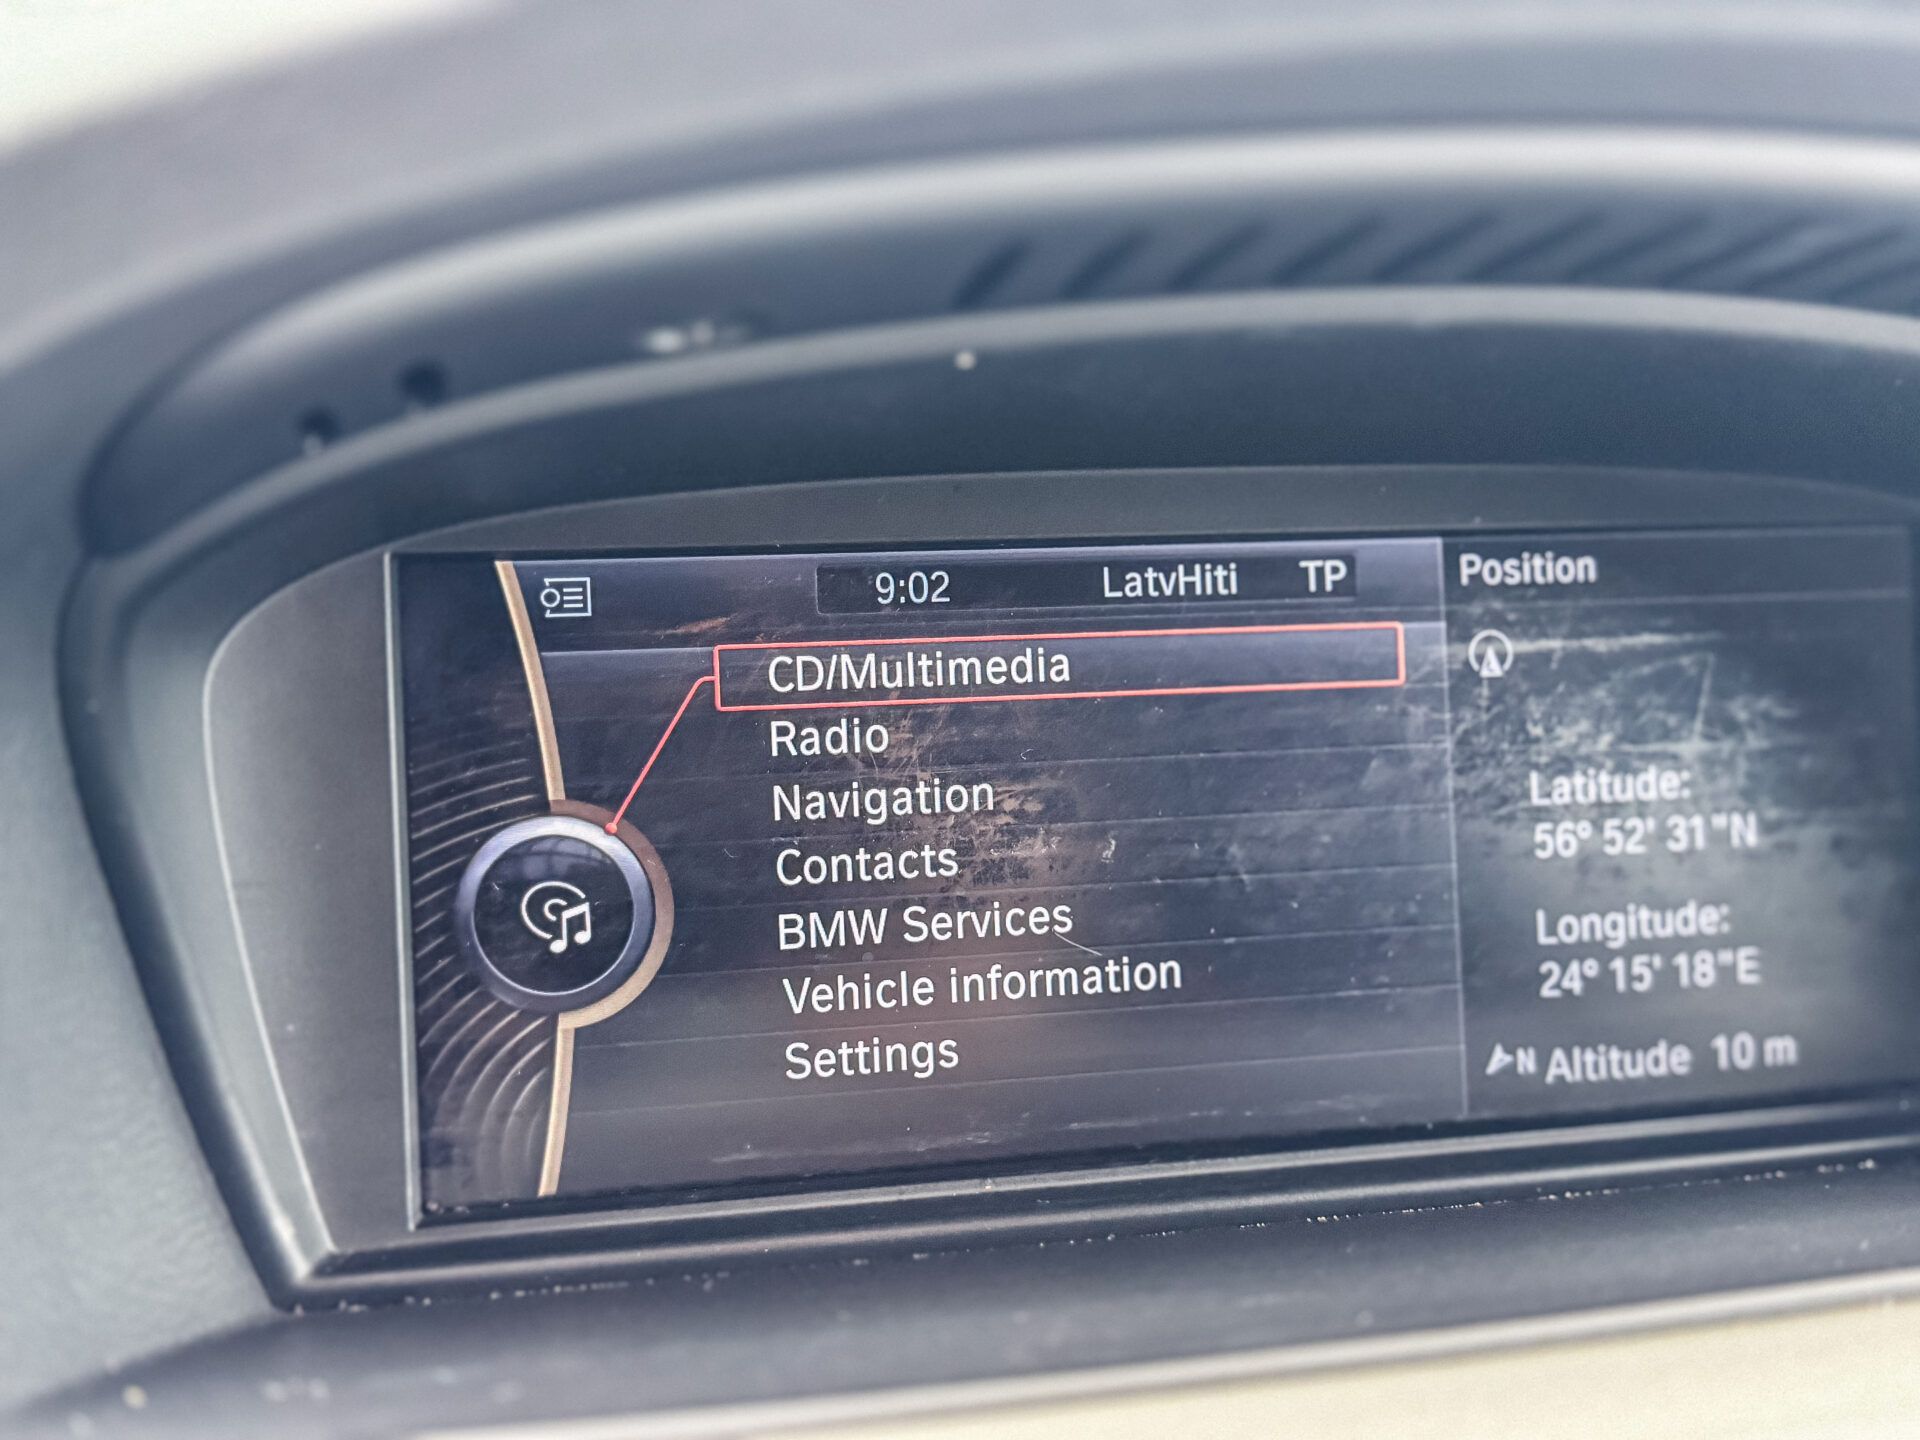 9:02 LatvHiti TP
CD/Multimedia
Radio
Navigation
Contacts
BMW Services
Vehicle information
Settings
Position
Latitude:
56° 52' 31"N
Longitude:
24° 15' 18"E
N Altitude 10 m